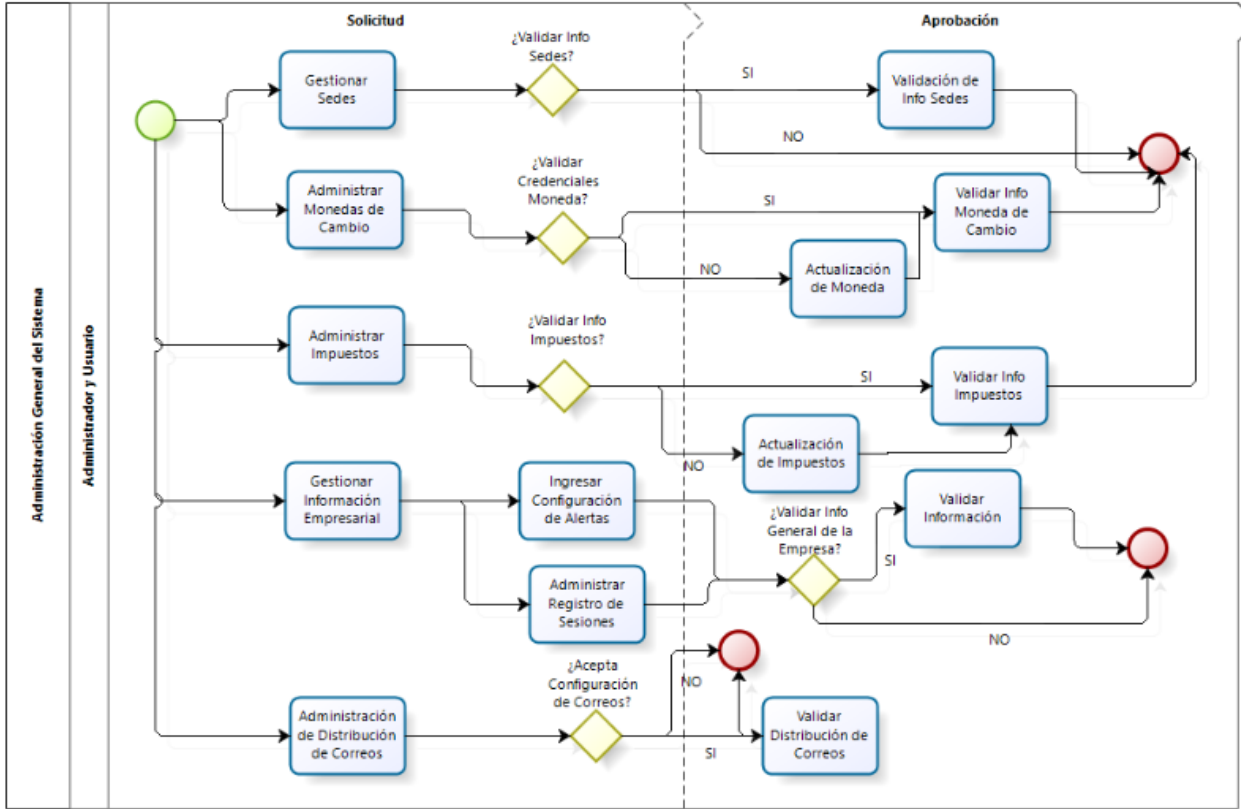 Administración General del Sistema
Administrador y Usuario
Solicitud
Aprobación
Gestionar
Sedes
¿Validar Info
Sedes?
SI
NO
Validación de
Info Sedes
Administrar
Monedas de
Cambio
¿Validar
Credenciales
Moneda?
SI
NO
Actualización
de Moneda
Validar Info
Moneda de
Cambio
Administrar
Impuestos
¿Validar Info
Impuestos?
SI
NO
Actualización
de Impuestos
Validar Info
Impuestos
Gestionar
Información
Empresarial
Ingresar
Configuración
de Alertas
Administrar
Registro de
Sesiones
¿Validar Info
General de la
Empresa?
SI
NO
Validar
Información
Administración
de Distribución
de Correos
¿Acepta
Configuración
de Correos?
NO
SI
Validar
Distribución de
Correos